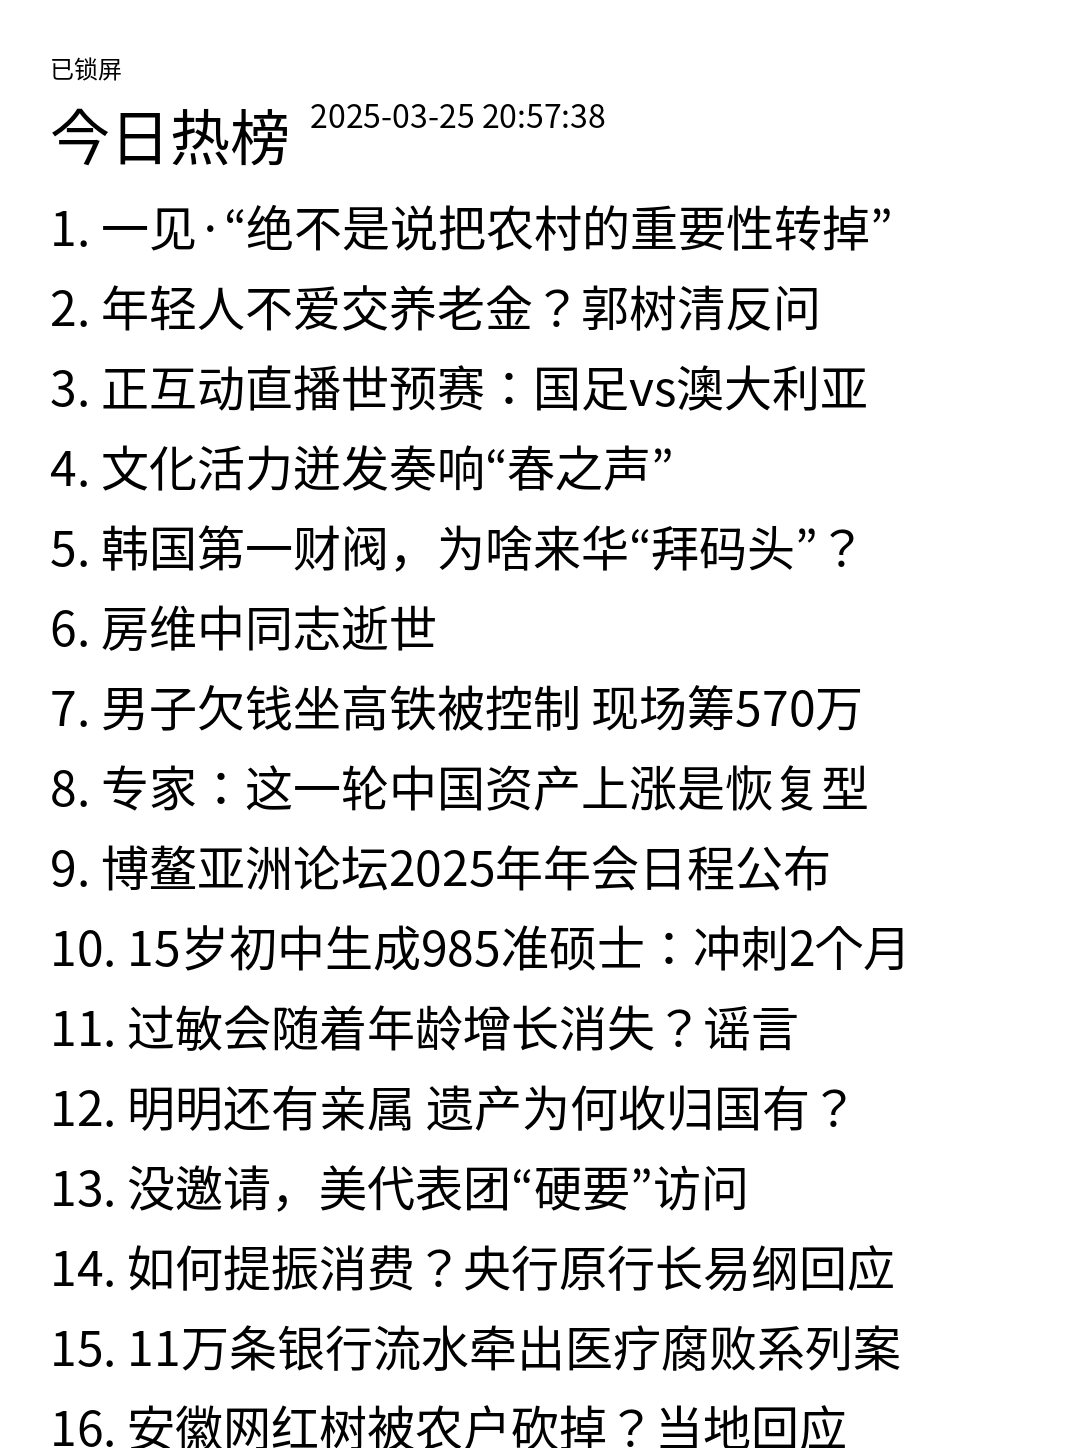 已锁屏
今日热榜 2025-03-25 20:57:38
1. 一见·“绝不是说把农村的重要性转掉”
2. 年轻人不爱交养老金？郭树清反问
3. 正互动直播世预赛：国足vs澳大利亚
4. 文化活力迸发奏响“春之声”
5. 韩国第一财阀，为啥来华“拜码头”？
6. 房维中同志逝世
7. 男子欠钱坐高铁被控制 现场筹570万
8. 专家：这一轮中国资产上涨是恢复型
9. 博鳌亚洲论坛2025年年会日程公布
10. 15岁初中生成985准硕士：冲刺2个月
11. 过敏会随着年龄增长消失？谣言
12. 明明还有亲属 遗产为何收归国有？
13. 没邀请，美代表团“硬要”访问
14. 如何提振消费？央行原行长易纲回应
15. 11万条银行流水牵出医疗腐败系列案
16. 安徽网红树被农户砍掉？当地回应